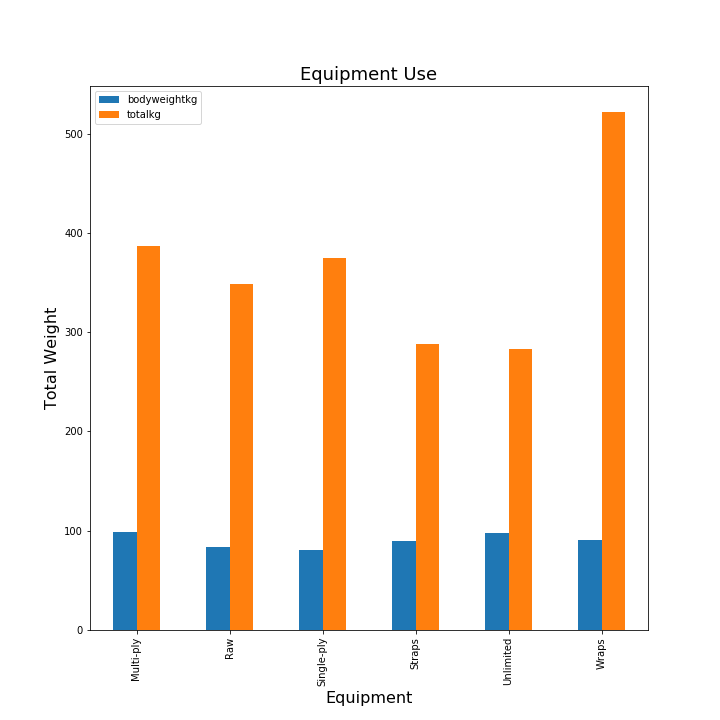 Equipment Use
bodyweightkg
totalkg
Total Weight
500
400
300
200
100
0
Multi-ply
Raw
Single-ply
Straps
Unlimited
Wraps
Equipment